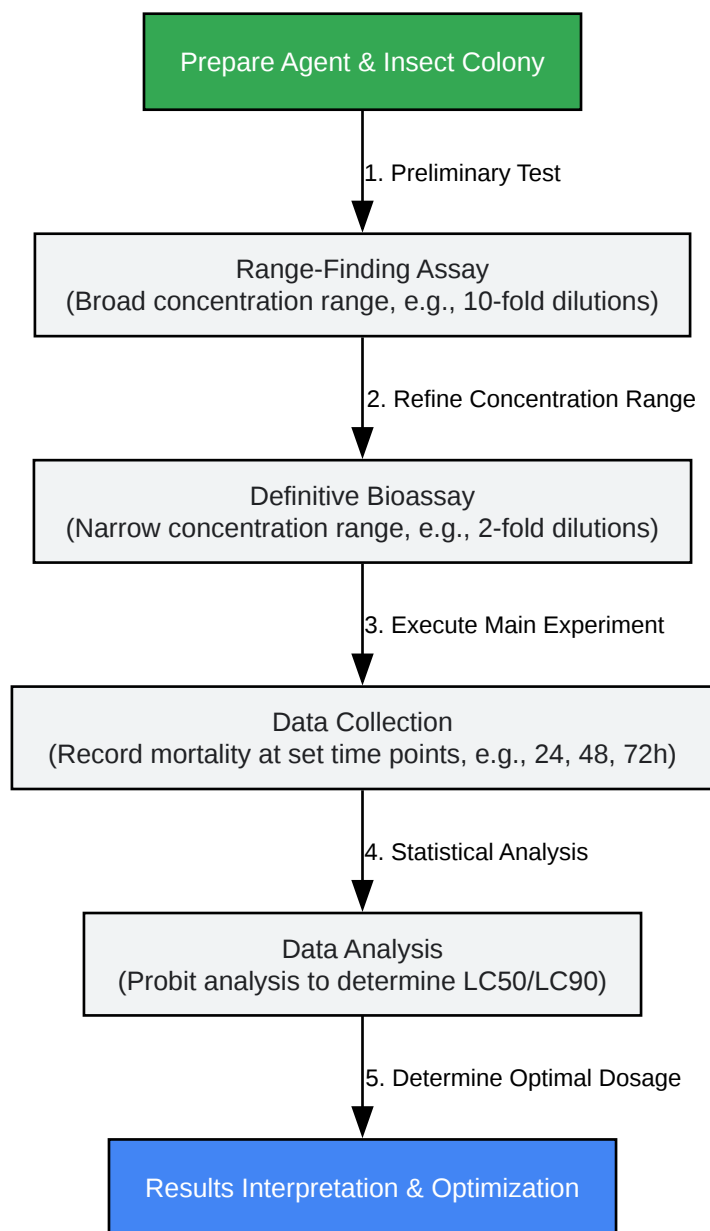 Prepare Agent & Insect Colony
1. Preliminary Test
Range-Finding Assay
(Broad concentration range, e.g., 10-fold dilutions)
2. Refine Concentration Range
Definitive Bioassay
(Narrow concentration range, e.g., 2-fold dilutions)
3. Execute Main Experiment
Data Collection
(Record mortality at set time points, e.g., 24, 48, 72h)
4. Statistical Analysis
Data Analysis
(Probit analysis to determine LC50/LC90)
5. Determine Optimal Dosage
Results Interpretation & Optimization